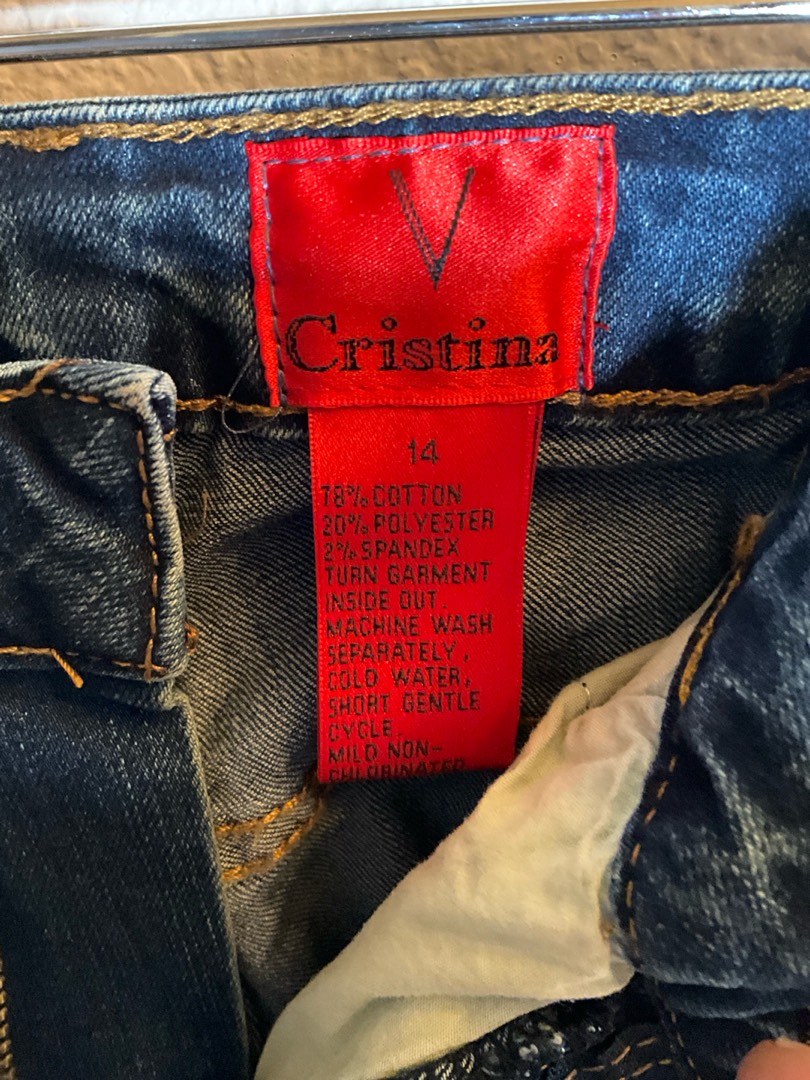 V
Cristina
14
78% COTTON
20% POLYESTER
2% SPANDEX
TURN GARMENT
INSIDE OUT.
MACHINE WASH
SEPARATELY,
COLD WATER,
SHORT GENTLE
CYCLE.
MILD NON-
CHLORINATED